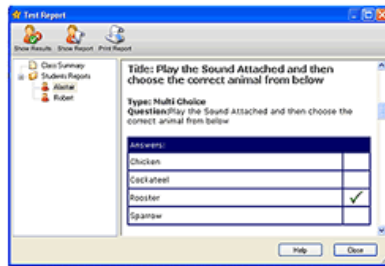 Test Report
Show Results Show Report Print Report
Class Summary
Students Reports
Alastair
Robert
Title: Play the Sound Attached and then
choose the correct animal from below
Type: Multi Choice
Question:Play the Sound Attached and then choose the
correct animal from below
Answers:
Chicken
Cockateel
Rooster
Sparrow
Help Close